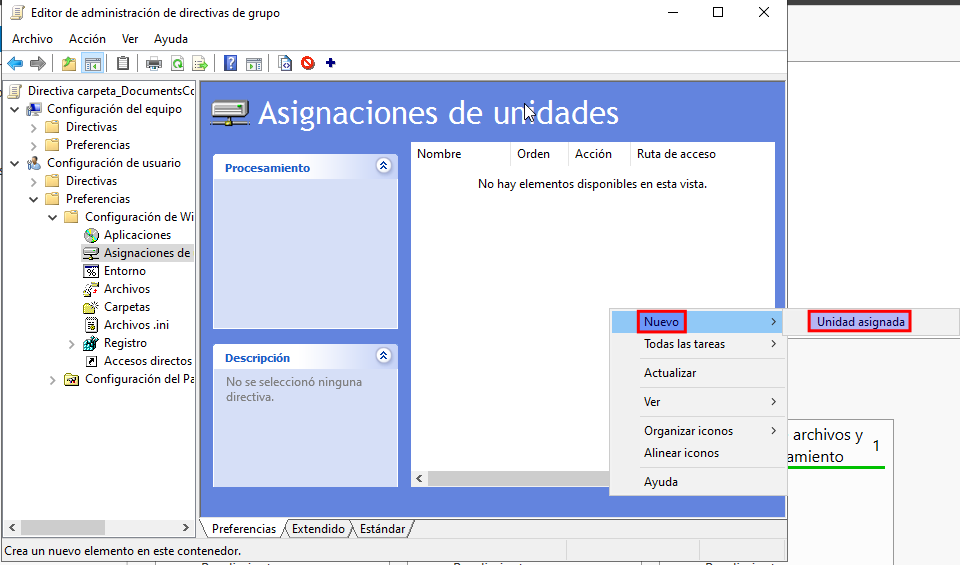 Editor de administración de directivas de grupo
Archivo Acción Ver Ayuda
Directiva carpeta_DocumentsCo
Configuración del equipo
Directivas
Preferencias
Configuración de usuario
Directivas
Preferencias
Configuración de Wi
Aplicaciones
Asignaciones de
Entorno
Archivos
Carpetas
Archivos .ini
Registro
Accesos directos
Configuración del Pa
Asignaciones de unidades
Procesamiento
Descripción
No se seleccionó ninguna
directiva.
Nombre Orden Acción Ruta de acceso
No hay elementos disponibles en esta vista.
Nuevo
Unidad asignada
Todas las tareas
Actualizar
Ver
Organizar iconos
Alinear iconos
Ayuda
archivos y 1
amiento
Preferencias Extendido Estándar
Crea un nuevo elemento en este contenedor.